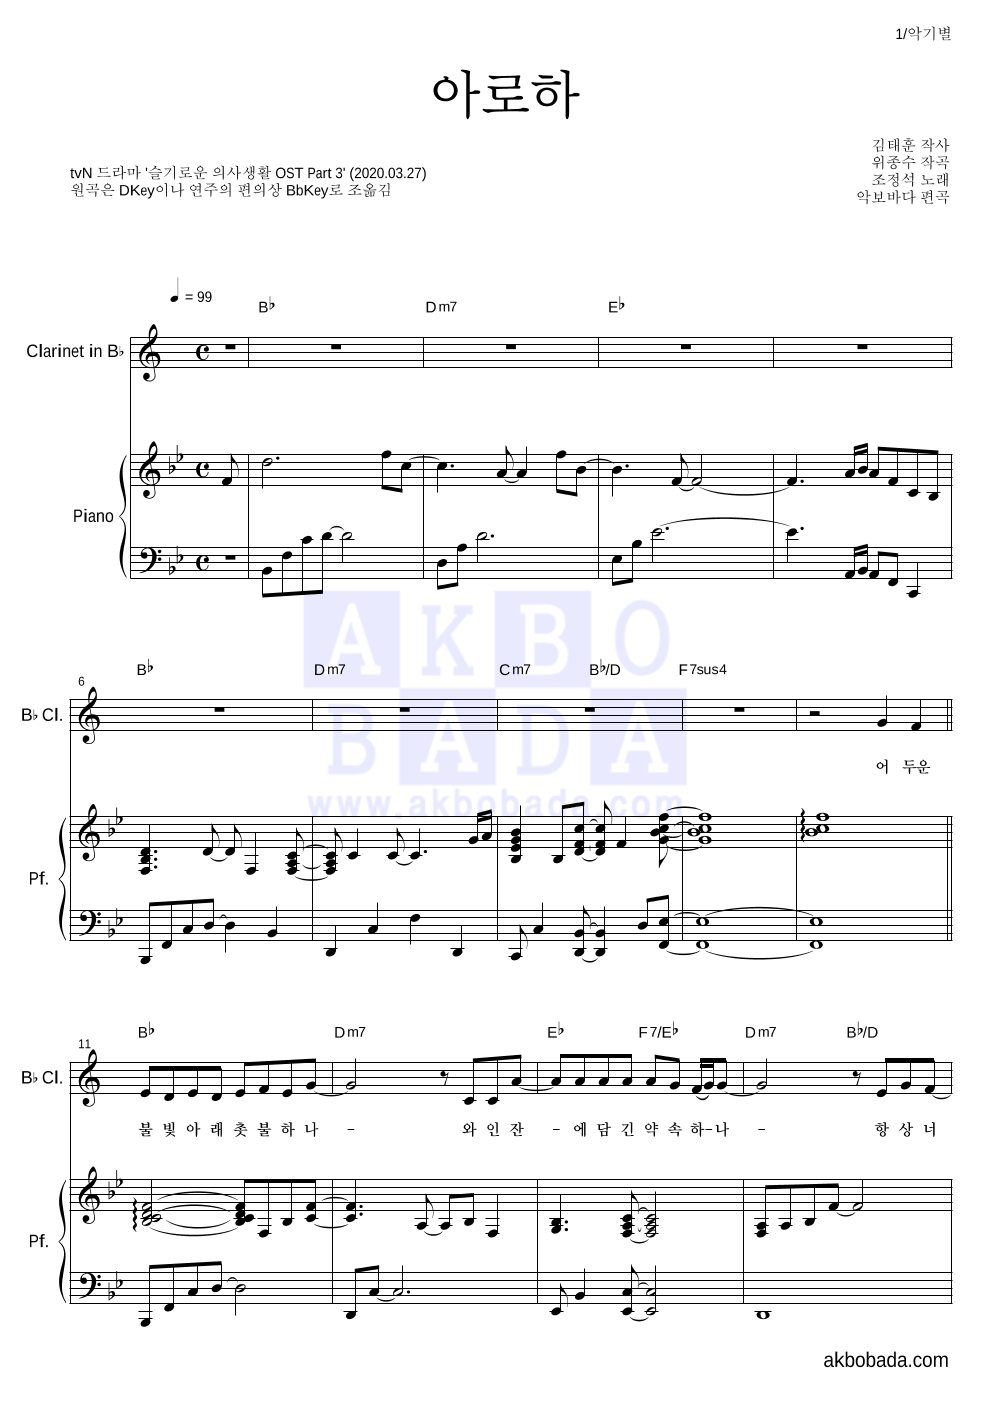 1/악기별
아로하
김태훈 작사
위종수 작곡
조정석 노래
악보바다 편곡
tvN 드라마 '슬기로운 의사생활 OST Part 3' (2020.03.27)
원곡은 DKey이나 연주의 편의상 BbKey로 조옮김
= 99
B♭ Dm7 E♭
Clarinet in B♭
Piano
AKBO
BADA
www.akbobada.com
B♭ Dm7 Cm7 B♭/D F7sus4
6
B♭ Cl.
어 두운
Pf.
B♭ Dm7 E♭ F7/E♭ Dm7 B♭/D
11
B♭ Cl.
불 빛 아 래 촛 불 하 나 - 와 인 잔 - 에 담 긴 약 속 하-나 - 항 상 너
Pf.
akbobada.com